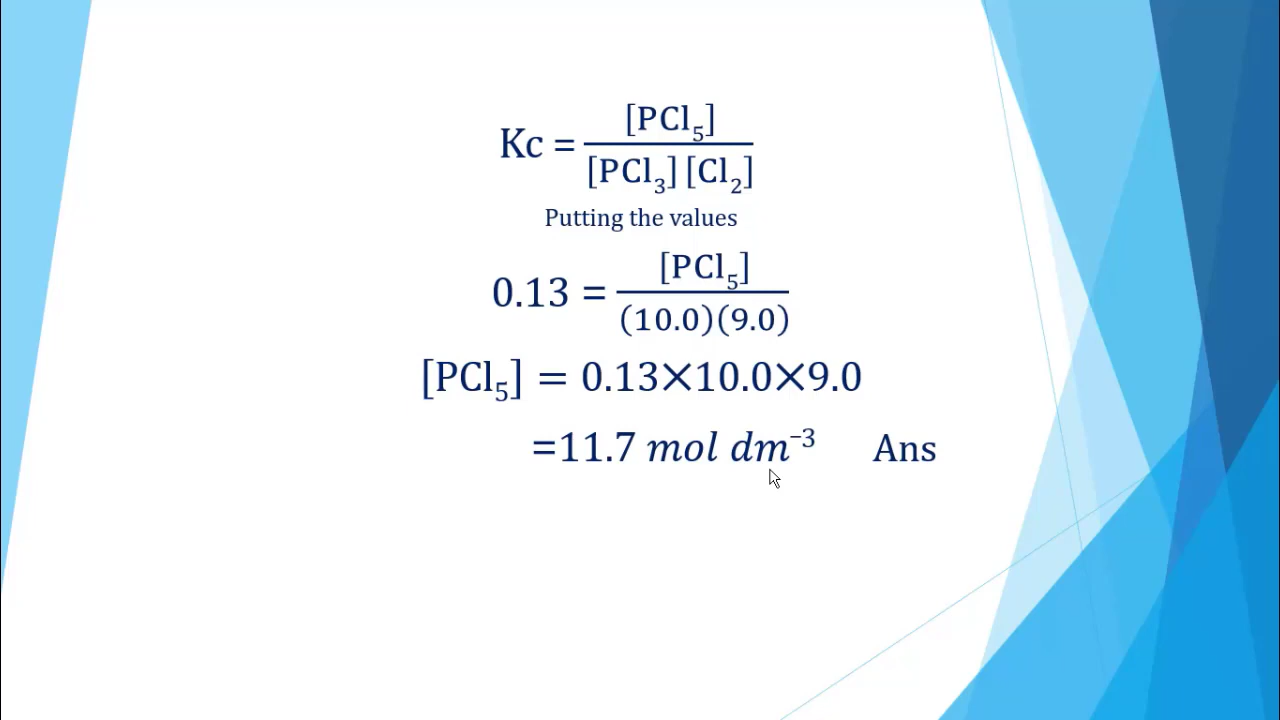 Kc = [PCl₅] / [PCl₃] [Cl₂]
Putting the values
0.13 = [PCl₅] / (10.0)(9.0)
[PCl₅] = 0.13×10.0×9.0
=11.7 mol dm⁻³ Ans